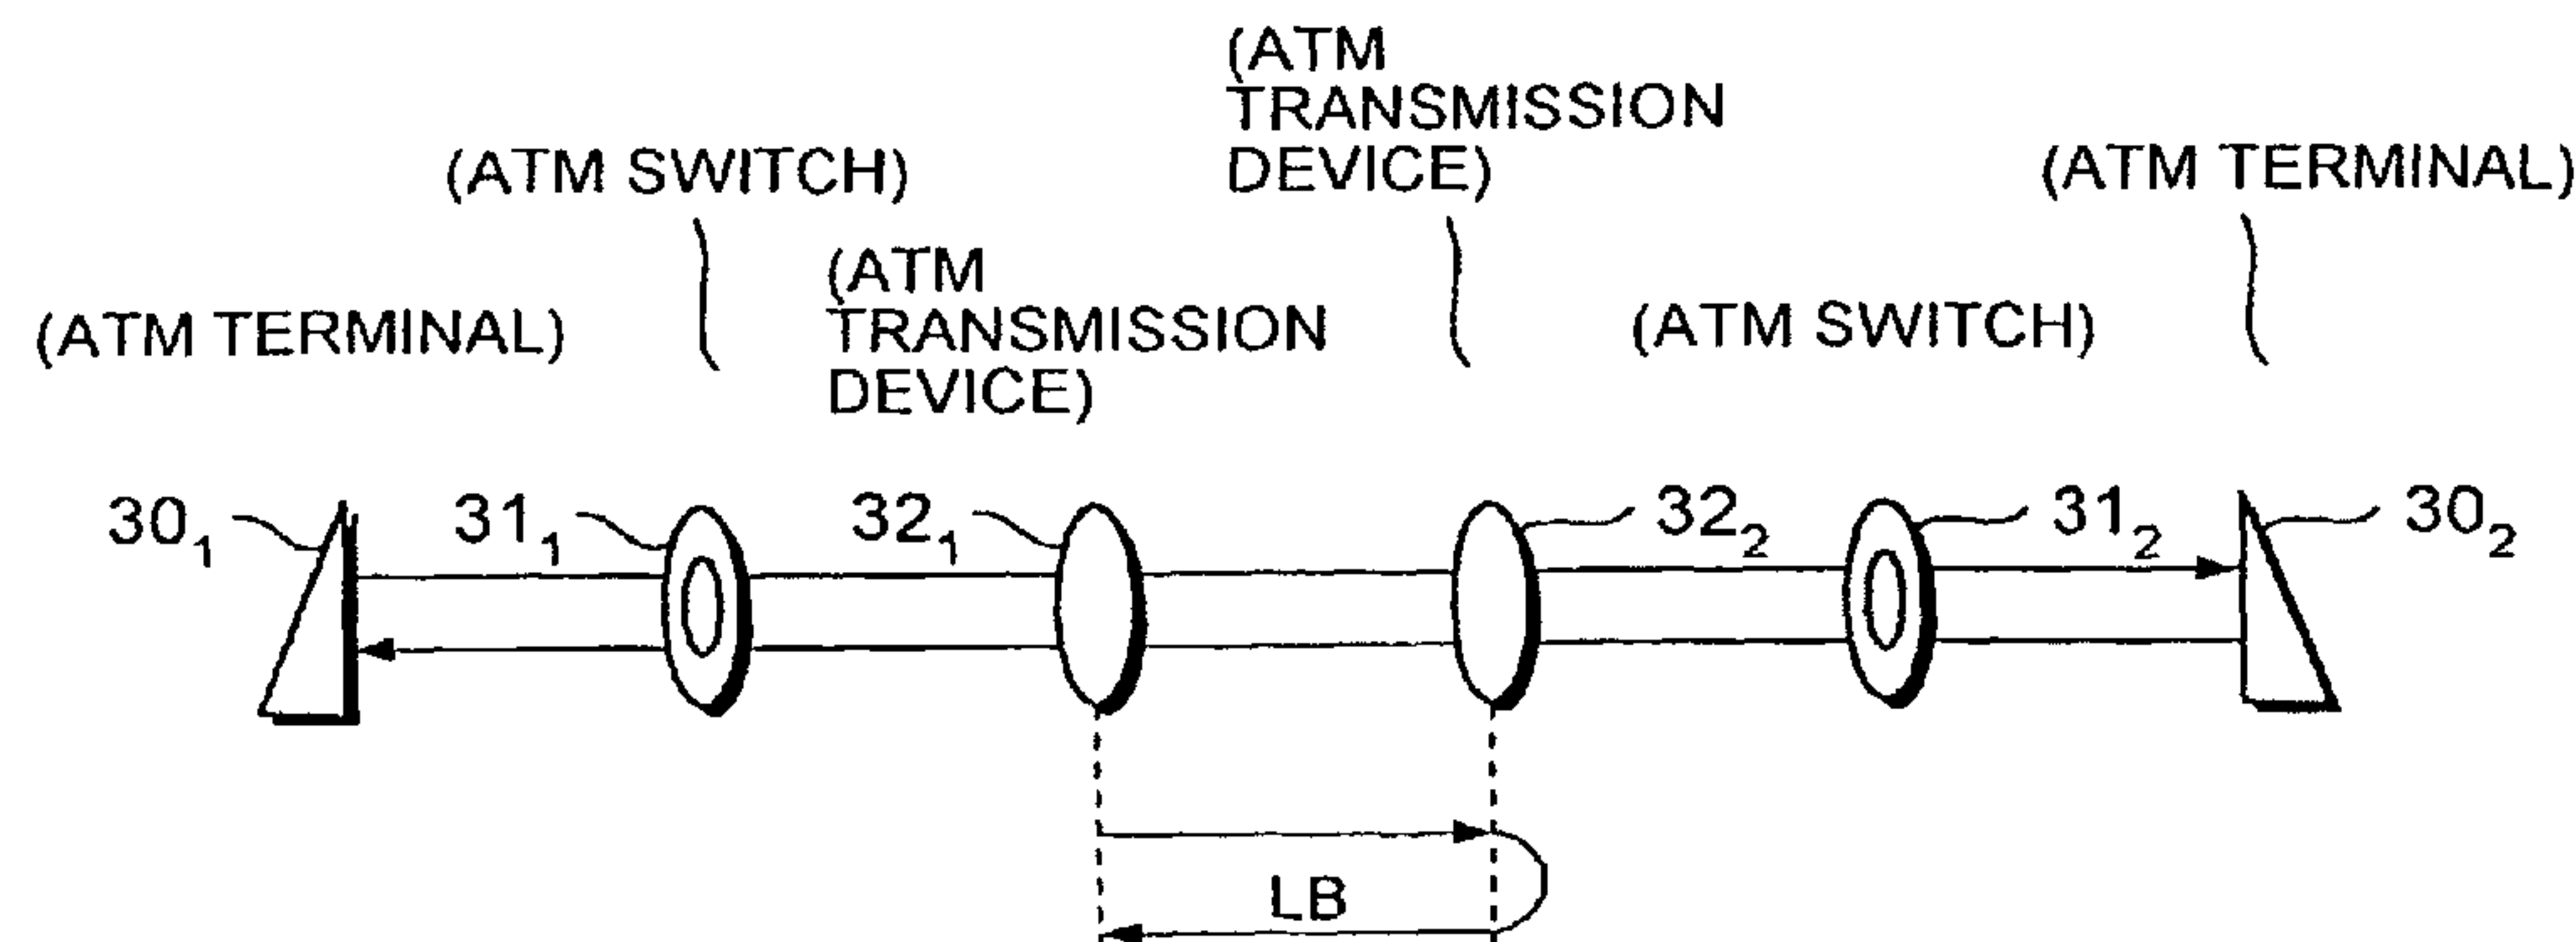 (ATM
TRANSMISSION
DEVICE)
(ATM SWITCH)
(ATM TERMINAL)
(ATM
TRANSMISSION
DEVICE)
(ATM TERMINAL)
(ATM SWITCH)
30₁
31₁
32₁
32₂
31₂
30₂
LB